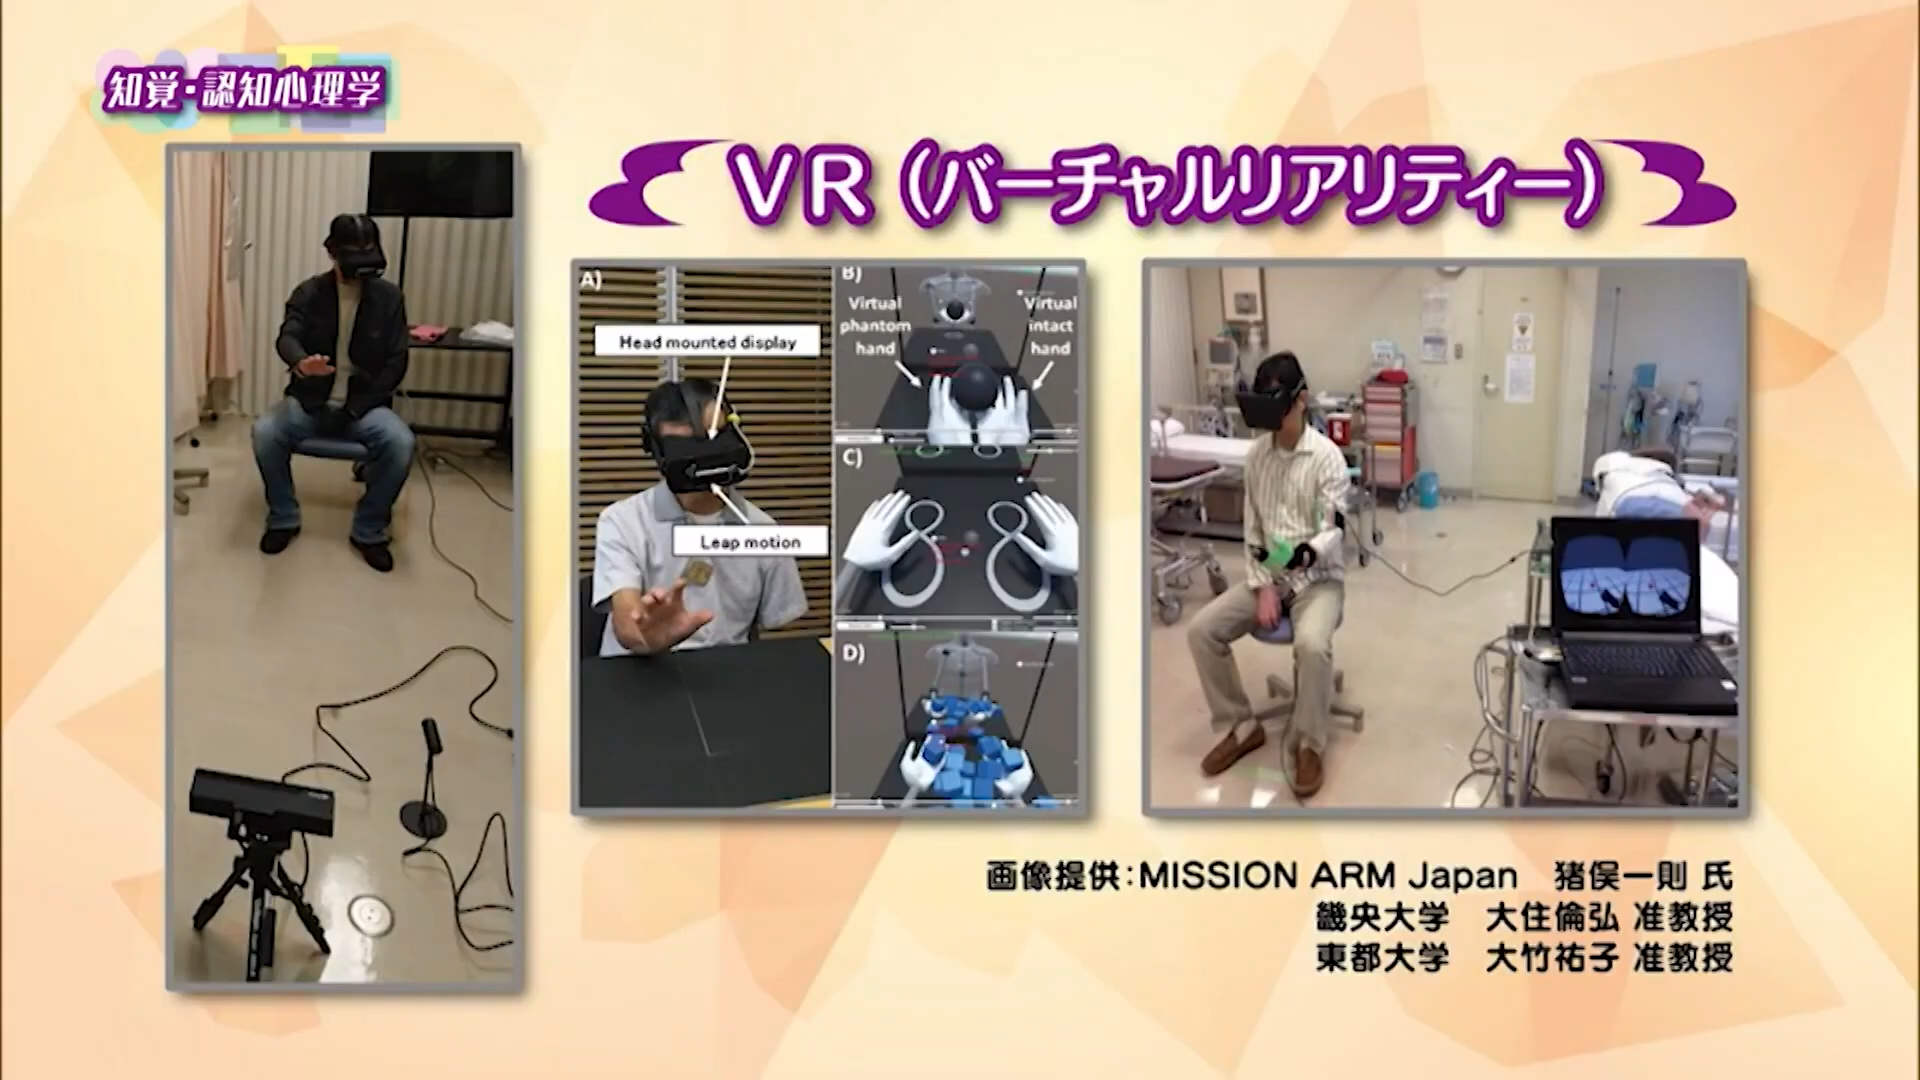 知覚・認知心理学
VR（バーチャルリアリティー）
A)
Head mounted display
Leap motion
B)
Virtual
phantom
hand
Virtual
intact
hand
C)
D)
画像提供：MISSION ARM Japan　猪俣一則 氏
畿央大学　大住倫弘 准教授
東都大学　大竹祐子 准教授